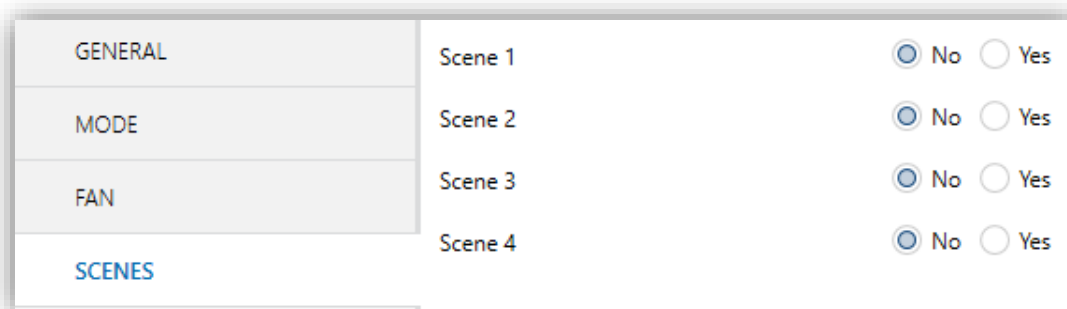 GENERAL
MODE
FAN
SCENES
Scene 1 No Yes
Scene 2 No Yes
Scene 3 No Yes
Scene 4 No Yes